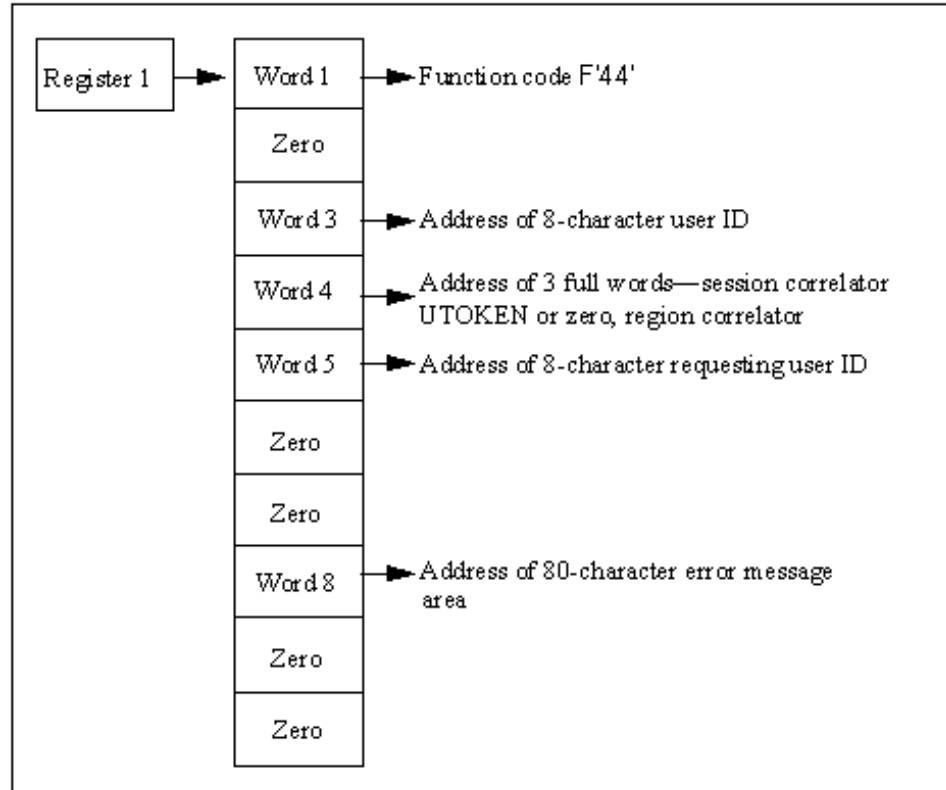 Register 1
Word 1
Function code F'44'
Zero
Word 3
Address of 8-character user ID
Word 4
Address of 3 full words—session correlator
UTOKEN or zero, region correlator
Word 5
Address of 8-character requesting user ID
Zero
Zero
Word 8
Address of 80-character error message
area
Zero
Zero